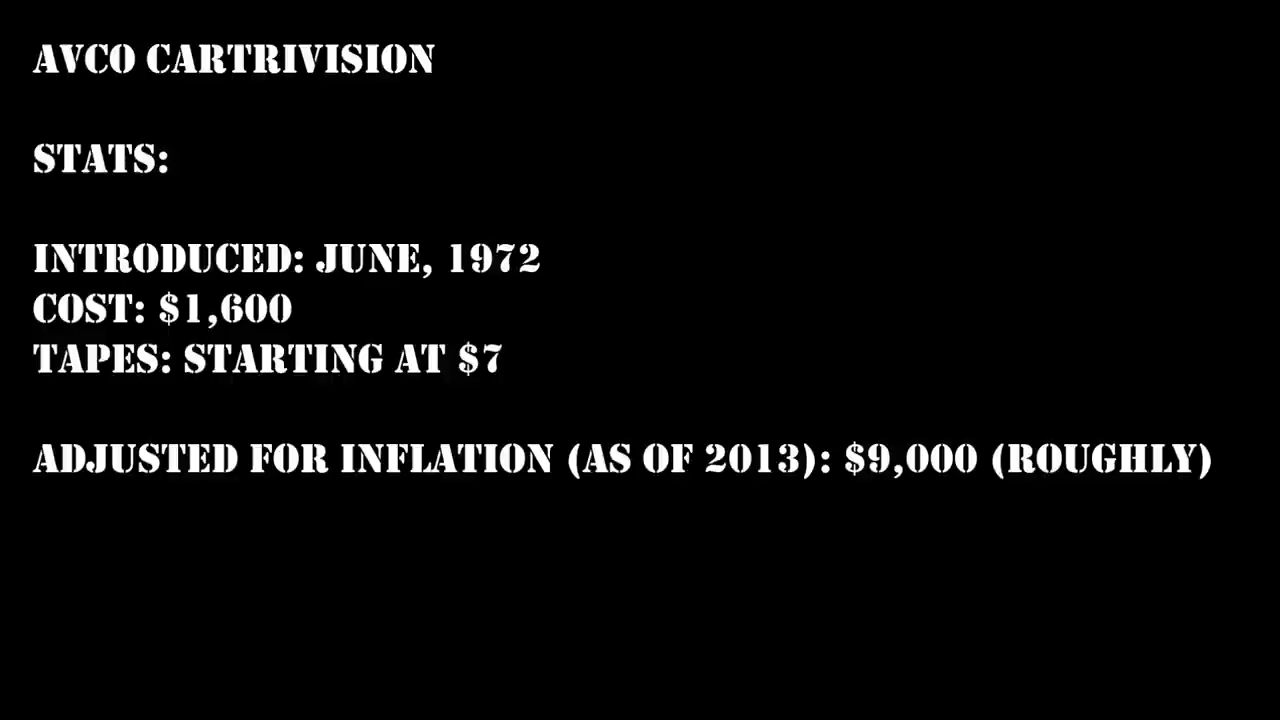 AVCO CARTRIVISION
STATS:
INTRODUCED: JUNE, 1972
COST: $1,600
TAPES: STARTING AT $7
ADJUSTED FOR INFLATION (AS OF 2013): $9,000 (ROUGHLY)